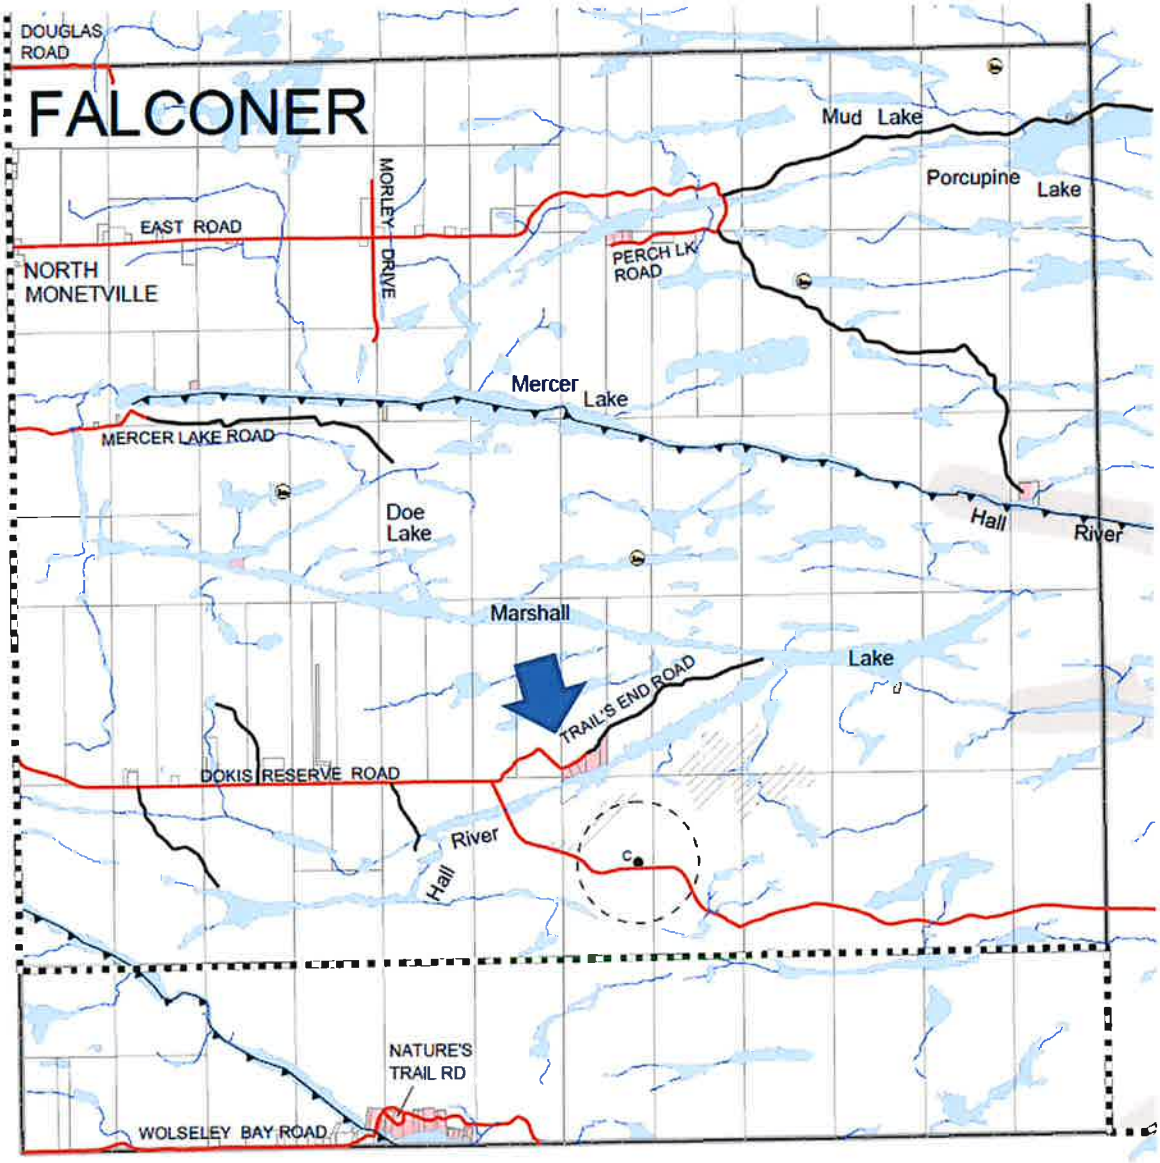 DOUGLAS
ROAD
FALCONER
Mud Lake
Porcupine Lake
MORLEY DRIVE
EAST ROAD
PERCH LK
ROAD
NORTH
MONETVILLE
Mercer Lake
MERCER LAKE ROAD
Doe
Lake
Hall River
Marshall Lake
d
TRAIL'S END ROAD
DOKIS RESERVE ROAD
Hall River
C
NATURE'S
TRAIL RD
WOLSELEY BAY ROAD